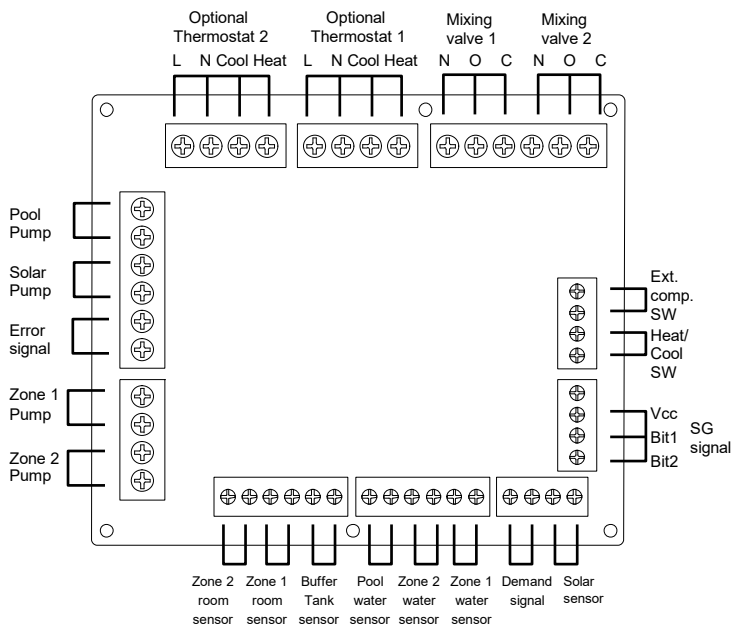 Optional
Thermostat 2
L N Cool Heat
Optional
Thermostat 1
L N Cool Heat
Mixing
valve 1
N O C
Mixing
valve 2
N O C
Pool
Pump
Solar
Pump
Error
signal
Zone 1
Pump
Zone 2
Pump
Ext.
comp.
SW
Heat/
Cool
SW
Vcc
Bit1
Bit2
SG
signal
Zone 2
room
sensor
Zone 1
room
sensor
Buffer
Tank
sensor
Pool
water
sensor
Zone 2
water
sensor
Zone 1
water
sensor
Demand
signal
Solar
sensor